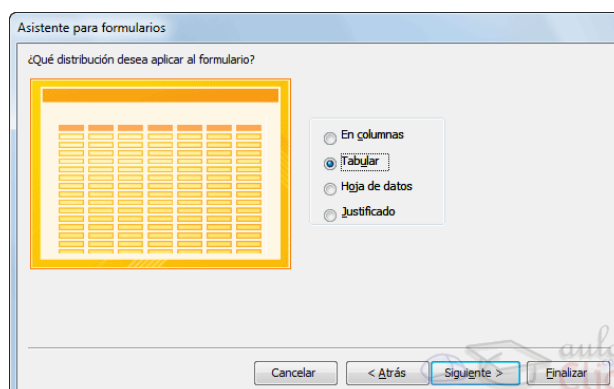 Asistente para formularios
¿Qué distribución desea aplicar al formulario?
En columnas
Tabular
Hoja de datos
Justificado
Cancelar
< Atrás
Siguiente >
Finalizar